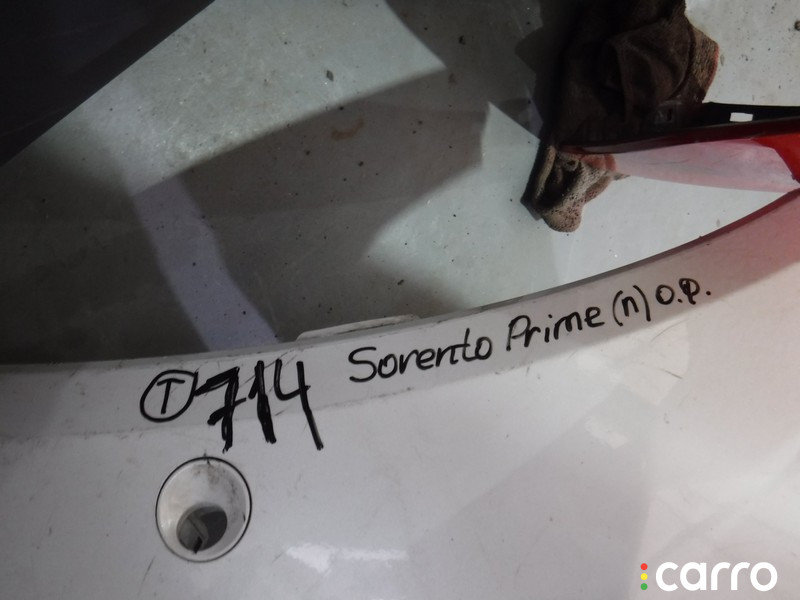 Ⓣ 714 Sorento Prime (п) о.р.
carro